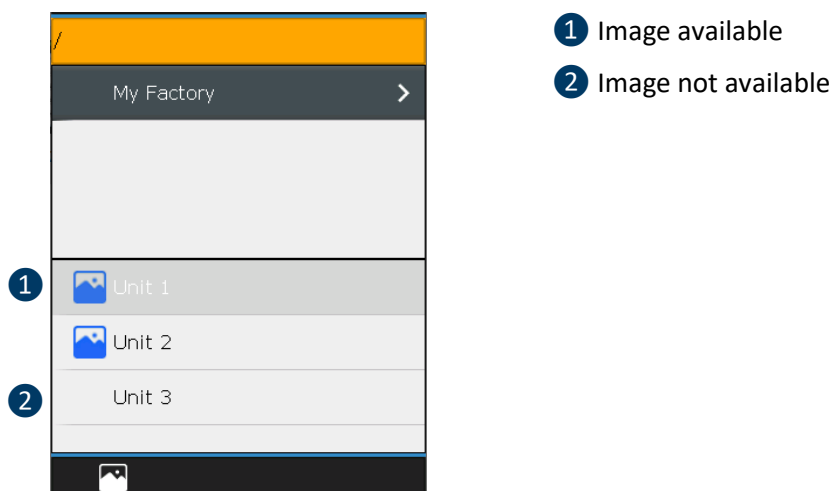 /
My Factory
1 Unit 1
Unit 2
2 Unit 3
1 Image available
2 Image not available